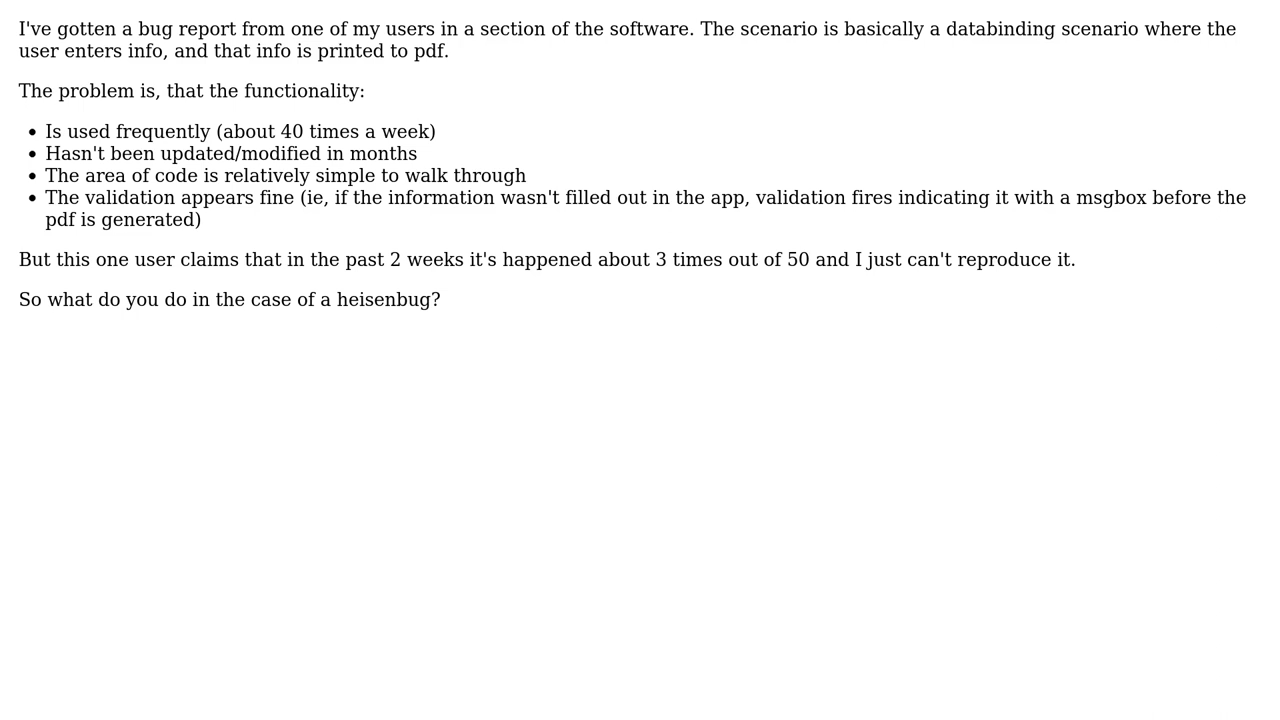 I've gotten a bug report from one of my users in a section of the software. The scenario is basically a databinding scenario where the
user enters info, and that info is printed to pdf.
The problem is, that the functionality:
• Is used frequently (about 40 times a week)
• Hasn't been updated/modified in months
• The area of code is relatively simple to walk through
• The validation appears fine (ie, if the information wasn't filled out in the app, validation fires indicating it with a msgbox before the
pdf is generated)
But this one user claims that in the past 2 weeks it's happened about 3 times out of 50 and I just can't reproduce it.
So what do you do in the case of a heisenbug?